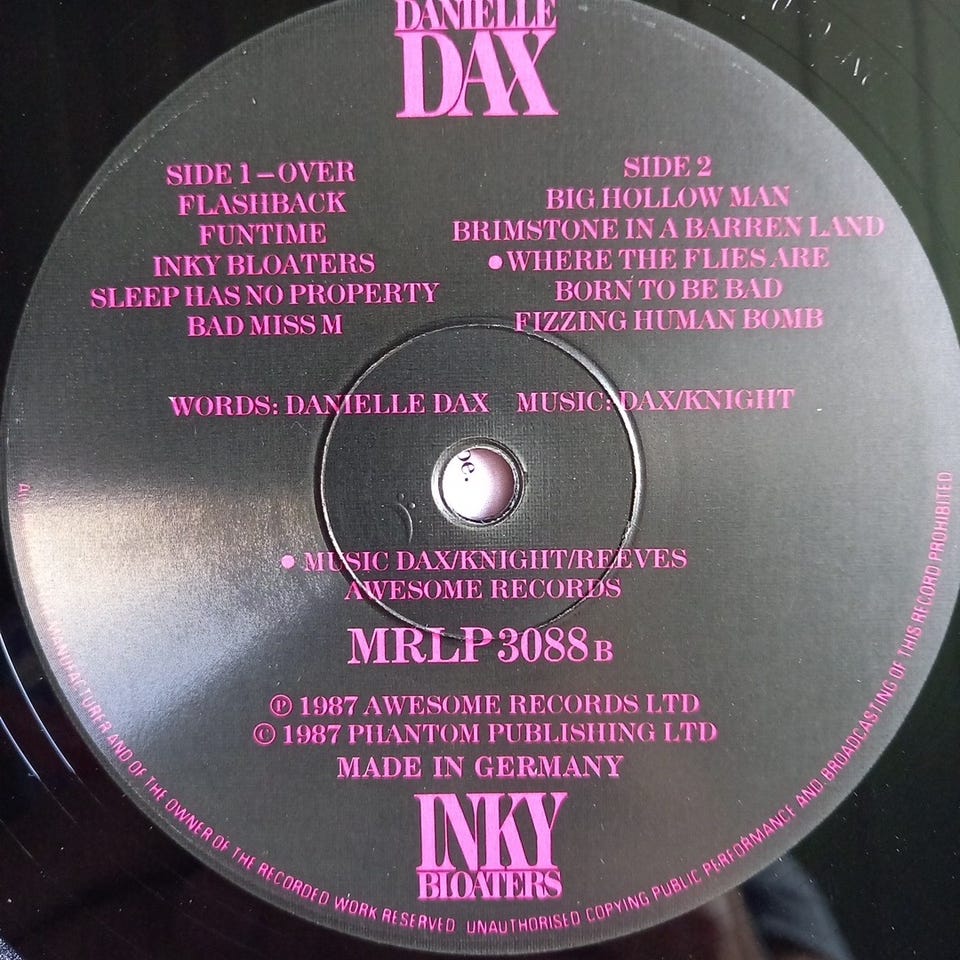 DANIELLE
DAX
SIDE 1 – OVER
FLASHBACK
FUNTIME
INKY BLOATERS
SLEEP HAS NO PROPERTY
BAD MISS M
SIDE 2
BIG HOLLOW MAN
BRIMSTONE IN A BARREN LAND
● WHERE THE FLIES ARE
BORN TO BE BAD
FIZZING HUMAN BOMB
WORDS: DANIELLE DAX MUSIC: DAX/KNIGHT
pe.
● MUSIC DAX/KNIGHT/REEVES
AWESOME RECORDS
MRLP 3088 B
℗ 1987 AWESOME RECORDS LTD
© 1987 PHANTOM PUBLISHING LTD
MADE IN GERMANY
INKY
BLOATERS
MANUFACTURER AND OF THE OWNER OF THE RECORDED WORK RESERVED UNAUTHORISED COPYING PUBLIC PERFORMANCE AND BROADCASTING OF THIS RECORD PROHIBITED